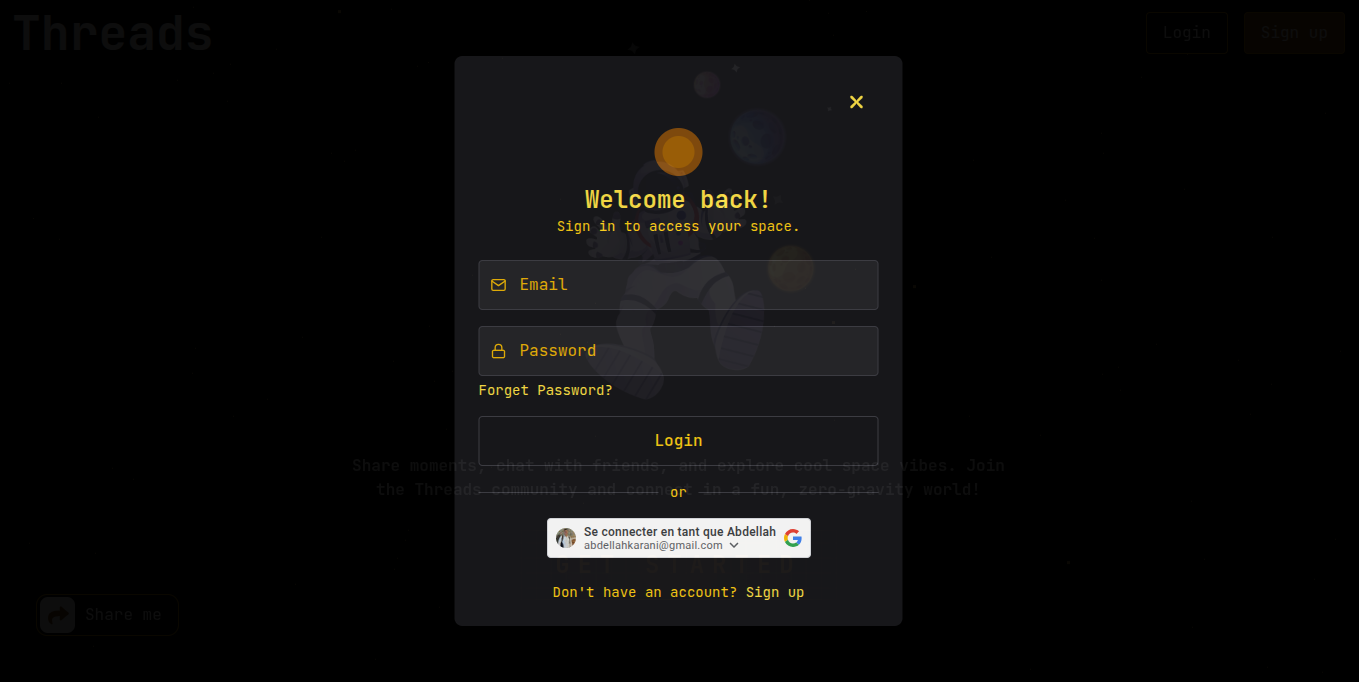 Threads
Login
Sign up
Welcome back!
Sign in to access your space.
Email
Password
Forget Password?
Login
Share moments, chat with friends, and explore cool space vibes. Join
the Threads community and connect in a fun, zero-gravity world!
or
Se connecter en tant que Abdellah
abdellahkarani@gmail.com
GET STARTED
Don't have an account? Sign up
Share me